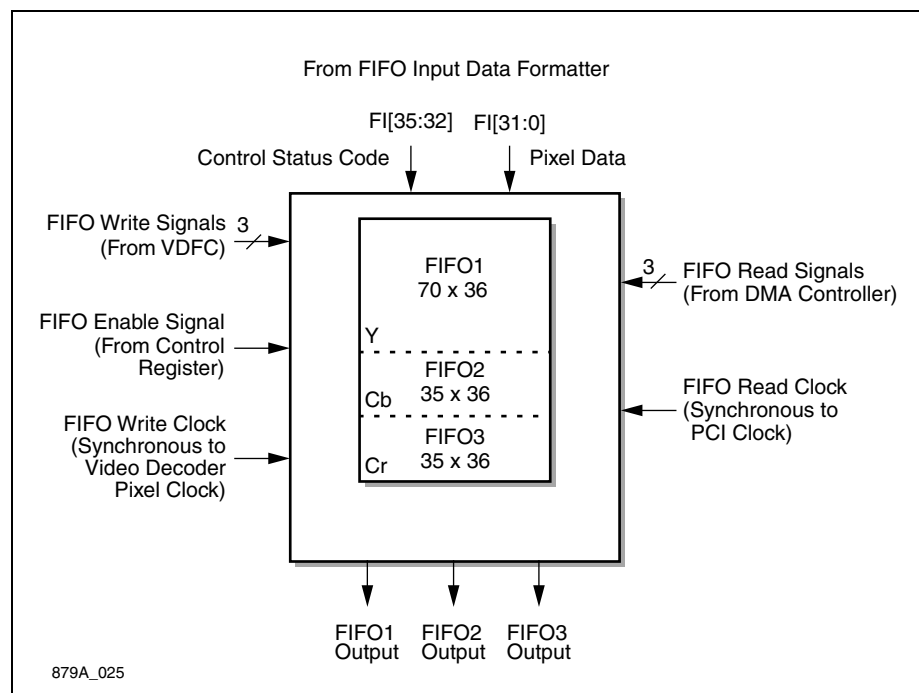 From FIFO Input Data Formatter
FI[35:32]
FI[31:0]
Control Status Code
Pixel Data
FIFO Write Signals
(From VDFC)
3
FIFO Enable Signal
(From Control
Register)
FIFO Write Clock
(Synchronous to
Video Decoder
Pixel Clock)
FIFO1
70 x 36
Y
FIFO2
35 x 36
Cb
FIFO3
35 x 36
Cr
3
FIFO Read Signals
(From DMA Controller)
FIFO Read Clock
(Synchronous to
PCI Clock)
FIFO1
Output
FIFO2
Output
FIFO3
Output
879A_025